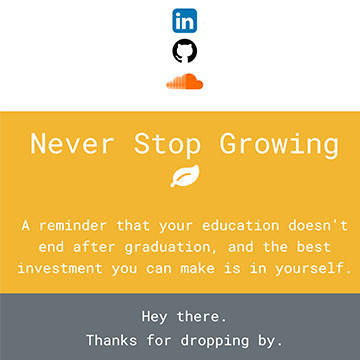 in
Never Stop Growing
A reminder that your education doesn't
end after graduation, and the best
investment you can make is in yourself.
Hey there.
Thanks for dropping by.